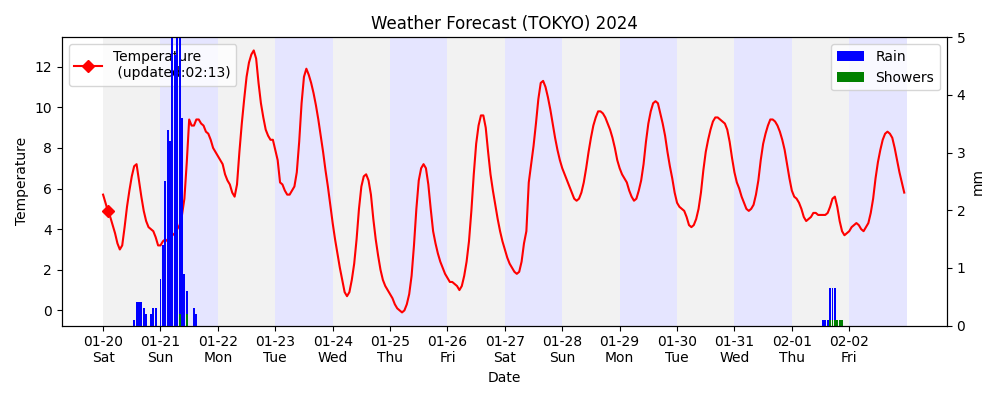 Weather Forecast (TOKYO) 2024
Temperature
(updated:02:13)
Rain
Showers
Temperature
12
10
8
6
4
2
0
5
4
3
2
1
0
mm
01-20 01-21 01-22 01-23 01-24 01-25 01-26 01-27 01-28 01-29 01-30 01-31 02-01 02-02
Sat Sun Mon Tue Wed Thu Fri Sat Sun Mon Tue Wed Thu Fri
Date